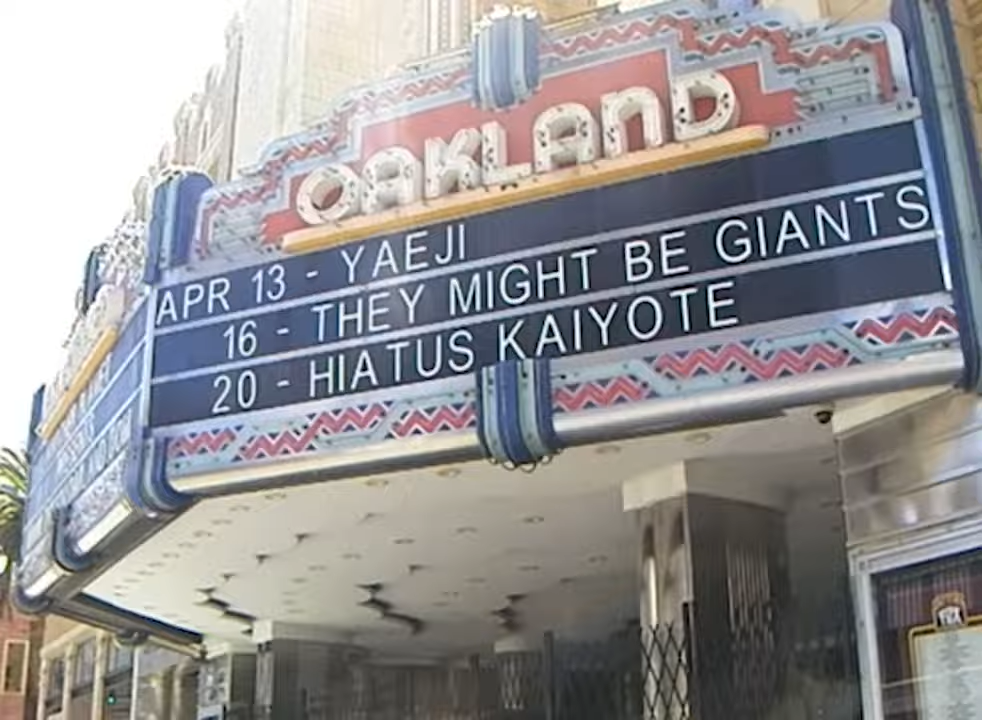 OAKLAND
APR 13 - YAEJI
16 - THEY MIGHT BE GIANTS
20 - HIATUS KAIYOTE